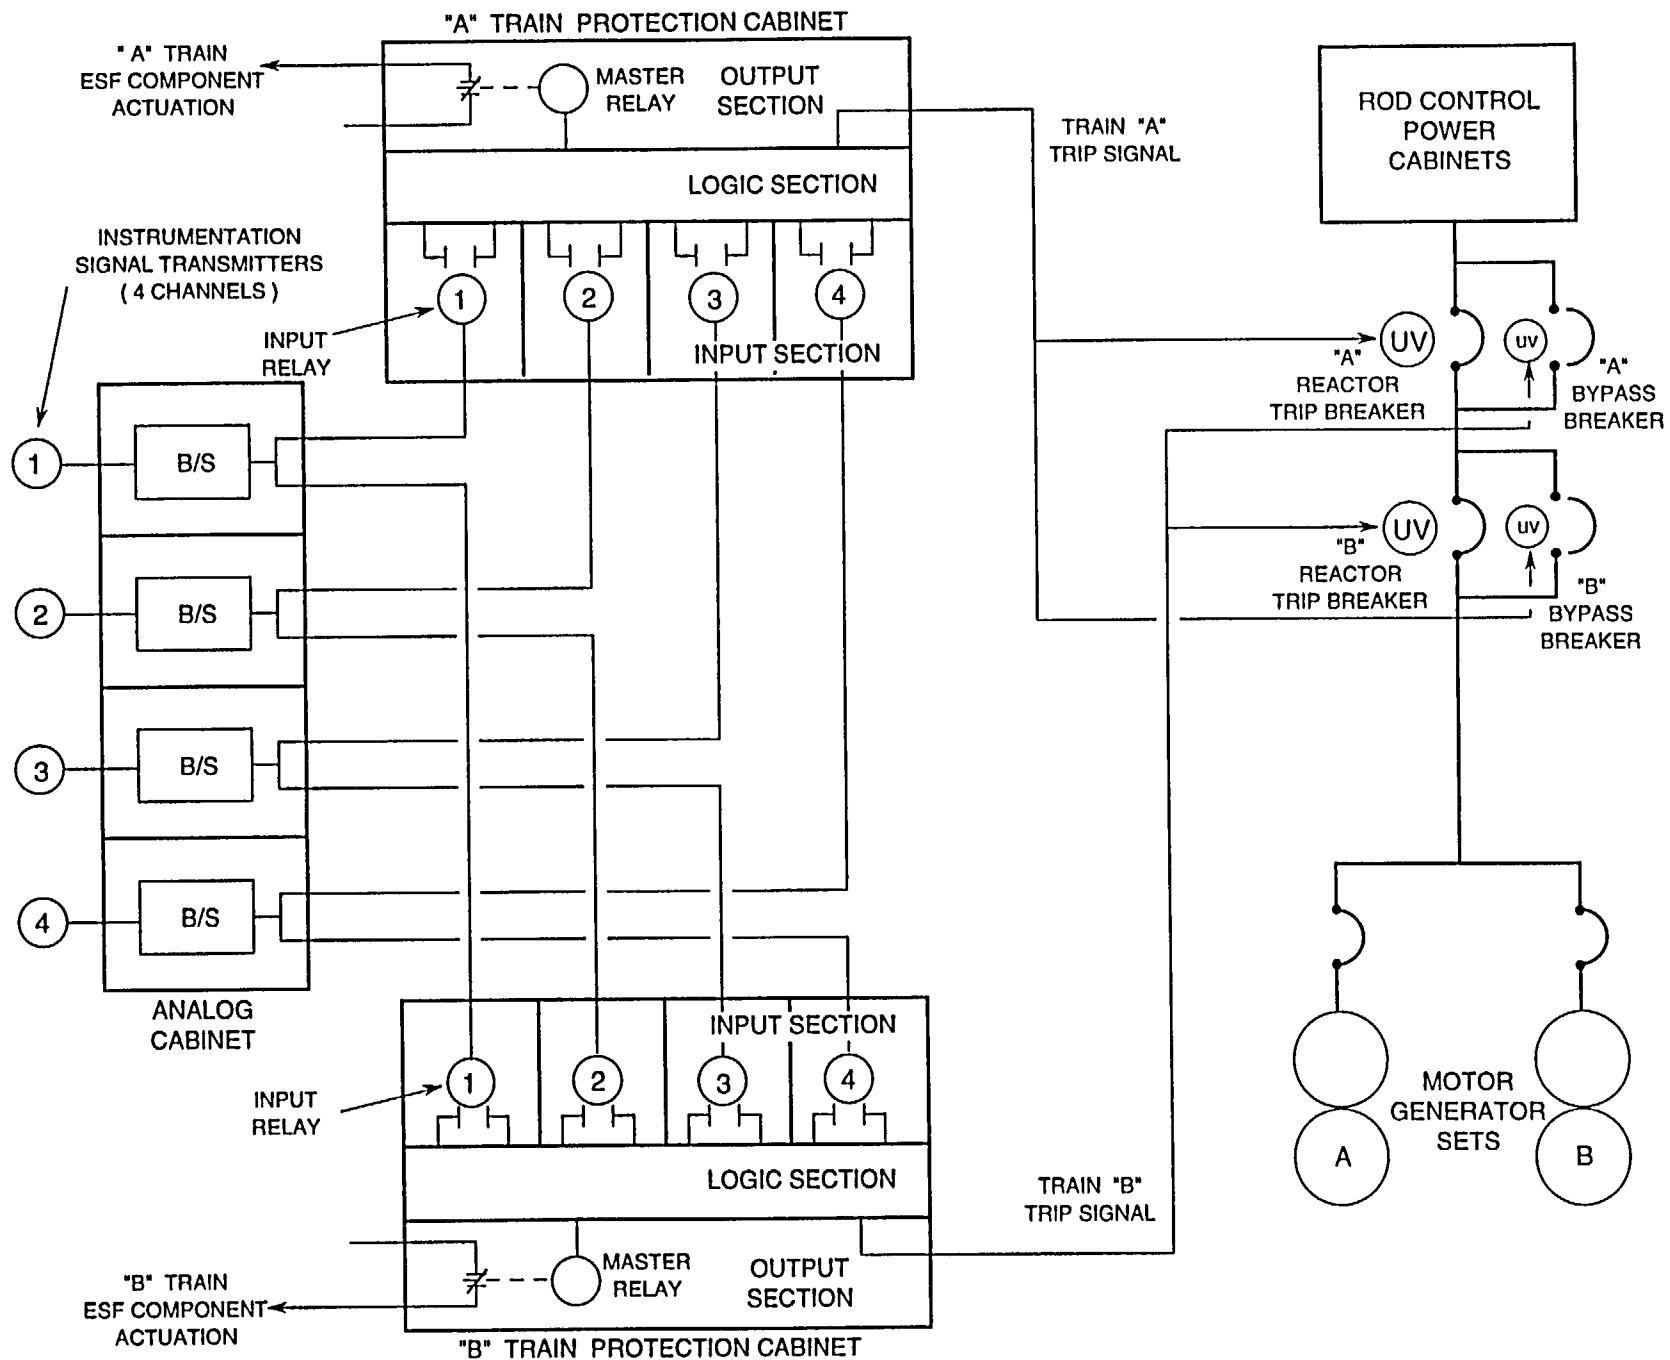 "A" TRAIN PROTECTION CABINET
"A" TRAIN
ESF COMPONENT
ACTUATION
MASTER
RELAY
OUTPUT
SECTION
LOGIC SECTION
TRAIN "A"
TRIP SIGNAL
ROD CONTROL
POWER
CABINETS
INSTRUMENTATION
SIGNAL TRANSMITTERS
( 4 CHANNELS )
INPUT
RELAY
1
2
3
4
INPUT SECTION
UV
uv
"A"
REACTOR
TRIP BREAKER
"A"
BYPASS
BREAKER
1
B/S
2
B/S
3
B/S
4
B/S
ANALOG
CABINET
UV
uv
"B"
REACTOR
TRIP BREAKER
"B"
BYPASS
BREAKER
INPUT SECTION
INPUT
RELAY
1
2
3
4
LOGIC SECTION
TRAIN "B"
TRIP SIGNAL
MOTOR
GENERATOR
SETS
A
B
"B" TRAIN
ESF COMPONENT
ACTUATION
MASTER
RELAY
OUTPUT
SECTION
"B" TRAIN PROTECTION CABINET